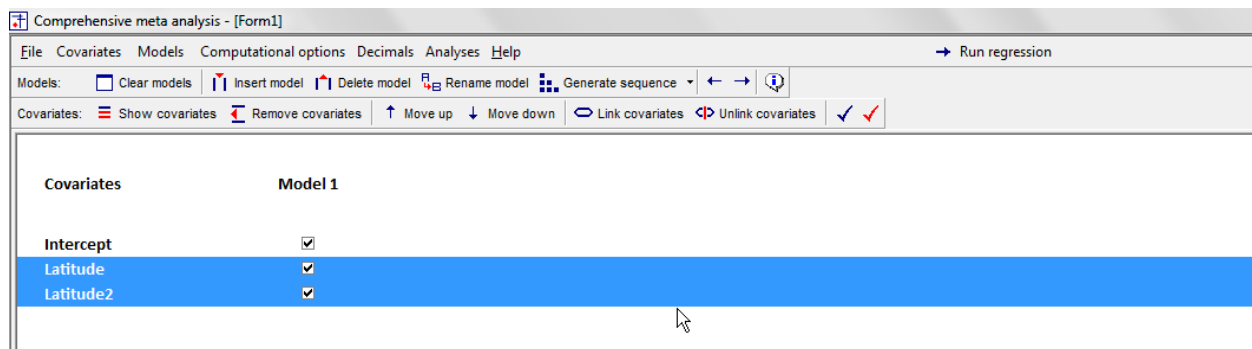 Comprehensive meta analysis - [Form1]
File Covariates Models Computational options Decimals Analyses Help → Run regression
Models: Clear models Insert model Delete model Rename model Generate sequence ← →
Covariates: Show covariates Remove covariates ↑ Move up ↓ Move down Link covariates Unlink covariates
Covariates Model 1
Intercept
Latitude
Latitude2